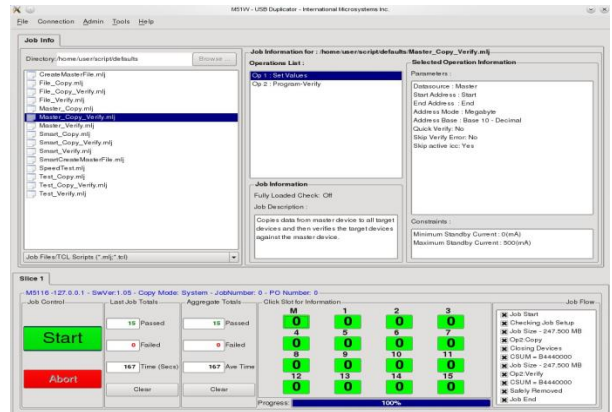 M51W - USB Duplicator - International Microsystems Inc.
File Connection Admin Tools Help
Job Info
Directory:/home/user/script/defaults
Browse ...
CreateMasterFile.mlj
File_Copy.mlj
File_Copy_Verify.mlj
File_Verify.mlj
Master_Copy.mlj
Master_Copy_Verify.mlj
Master_Verify.mlj
Smart_Copy.mlj
Smart_Copy_Verify.mlj
Smart_Verify.mlj
SmartCreateMasterFile.mlj
SpeedTest.mlj
Test_Copy.mlj
Test_Copy_Verify.mlj
Test_Verify.mlj
Job Files/TCL Scripts (*.mlj;*.tcl)
Job Information for : /home/user/script/defaults/Master_Copy_Verify.mlj
Operations List :
Op 1 : Set Values
Op 2 : Program-Verify
Job Information
Fully Loaded Check: Off
Job Description :
Copies data from master device to all target
devices and then verifies the target devices
against the master device.
Selected Operation Information
Parameters :
Datasource : Master
Start Address : Start
End Address : End
Address Mode : Megabyte
Address Base : Base 10 - Decimal
Quick Verify: No
Skip Verify Error: No
Skip active icc: Yes
Constraints :
Minimum Standby Current : 0(mA)
Maximum Standby Current : 500(mA)
Slice 1
M5116 -127.0.0.1 - SwVer:1.05 - Copy Mode: System - JobNumber: 0 - PO Number: 0
Job Control
Start
Abort
Last Job Totals
15 Passed
0 Failed
167 Time (Secs)
Clear
Aggregate Totals
15 Passed
0 Failed
167 Ave Time
Clear
Click Slot for Information
M 1 2 3
0 0 0 0
4 5 6 7
0 0 0 0
8 9 10 11
0 0 0 0
12 13 14 15
0 0 0 0
Progress: 100%
Job Flow
Job Start
Checking Job Setup
Job Size - 247.500 MB
Op2:Copy
Closing Devices
CSUM = B4440000
Job Size - 247.500 MB
Op2:Verify
CSUM = B4440000
Safely Removed
Job End